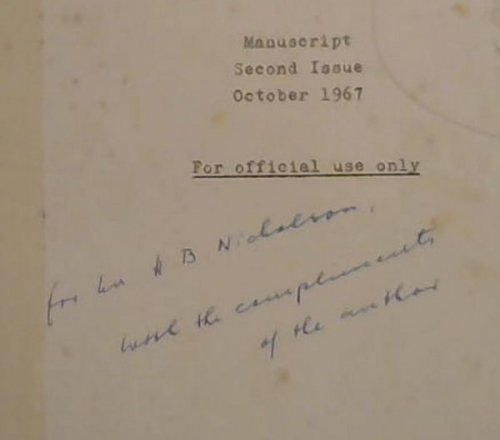 Manuscript
Second Issue
October 1967
For official use only
for Mr A B Nicholson,
with the compliments
of the author